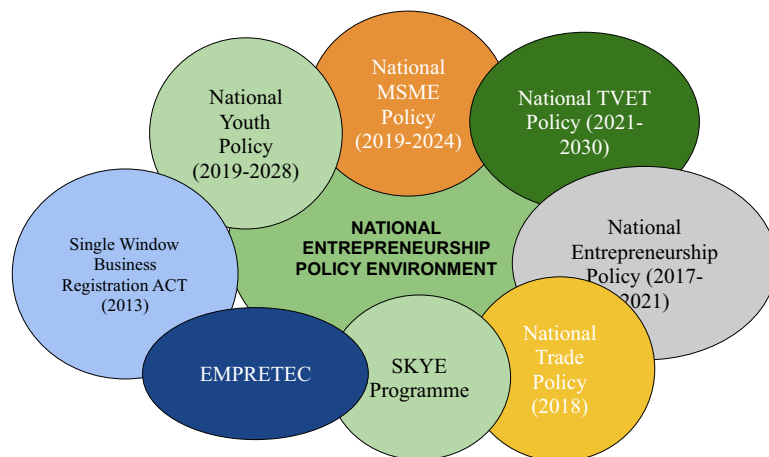 National
MSME
Policy
(2019-2024)
National
Youth
Policy
(2019-2028)
National TVET
Policy (2021-
2030)
NATIONAL
ENTREPRENEURSHIP
POLICY ENVIRONMENT
Single Window
Business
Registration ACT
(2013)
National
Entrepreneurship
Policy (2017-
2021)
EMPRETEC
SKYE
Programme
National
Trade
Policy
(2018)